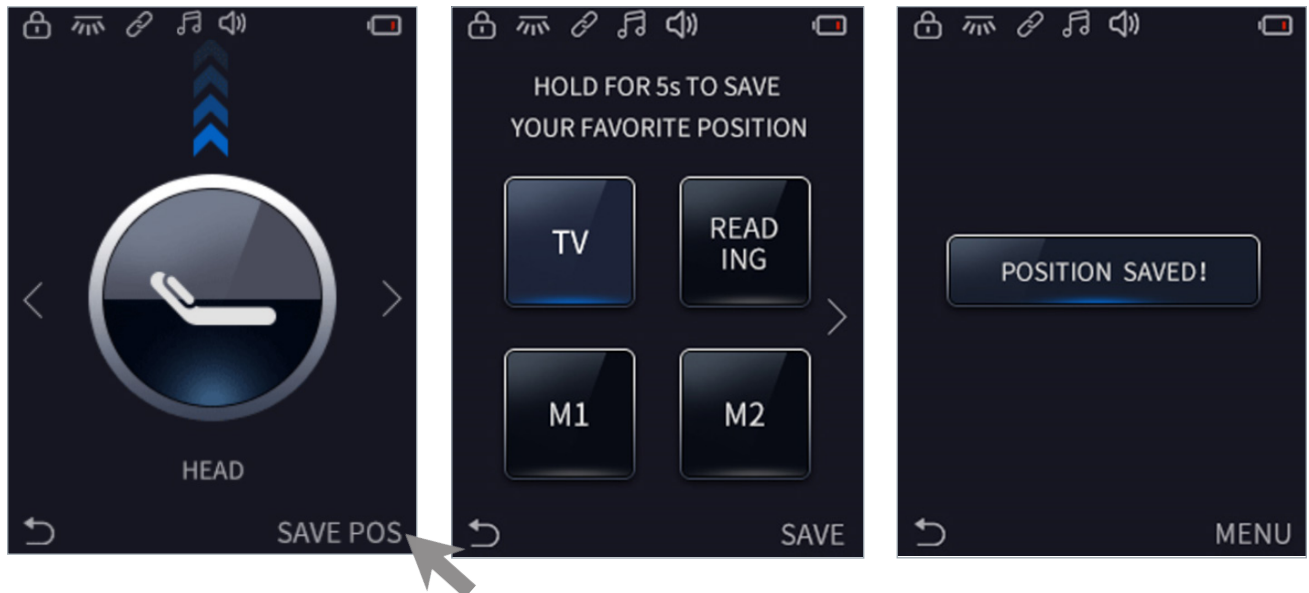 HEAD
SAVE POS
HOLD FOR 5s TO SAVE
YOUR FAVORITE POSITION
TV
READ
ING
M1
M2
SAVE
POSITION SAVED!
MENU